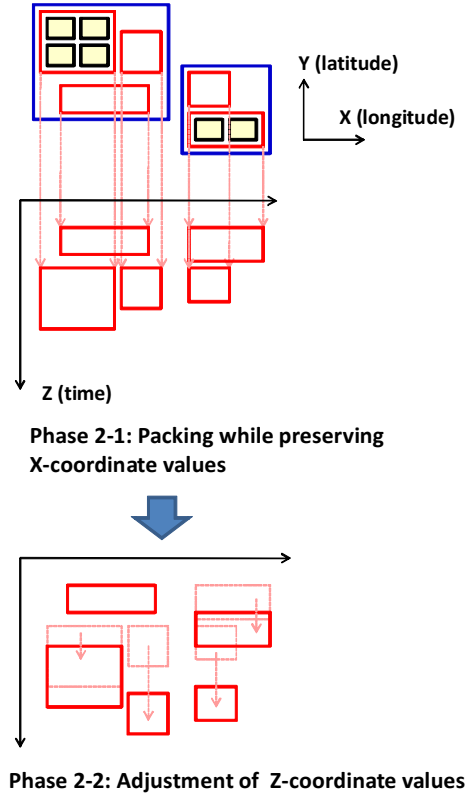 Y (latitude)
X (longitude)
Z (time)
Phase 2-1: Packing while preserving
X-coordinate values
Phase 2-2: Adjustment of Z-coordinate values